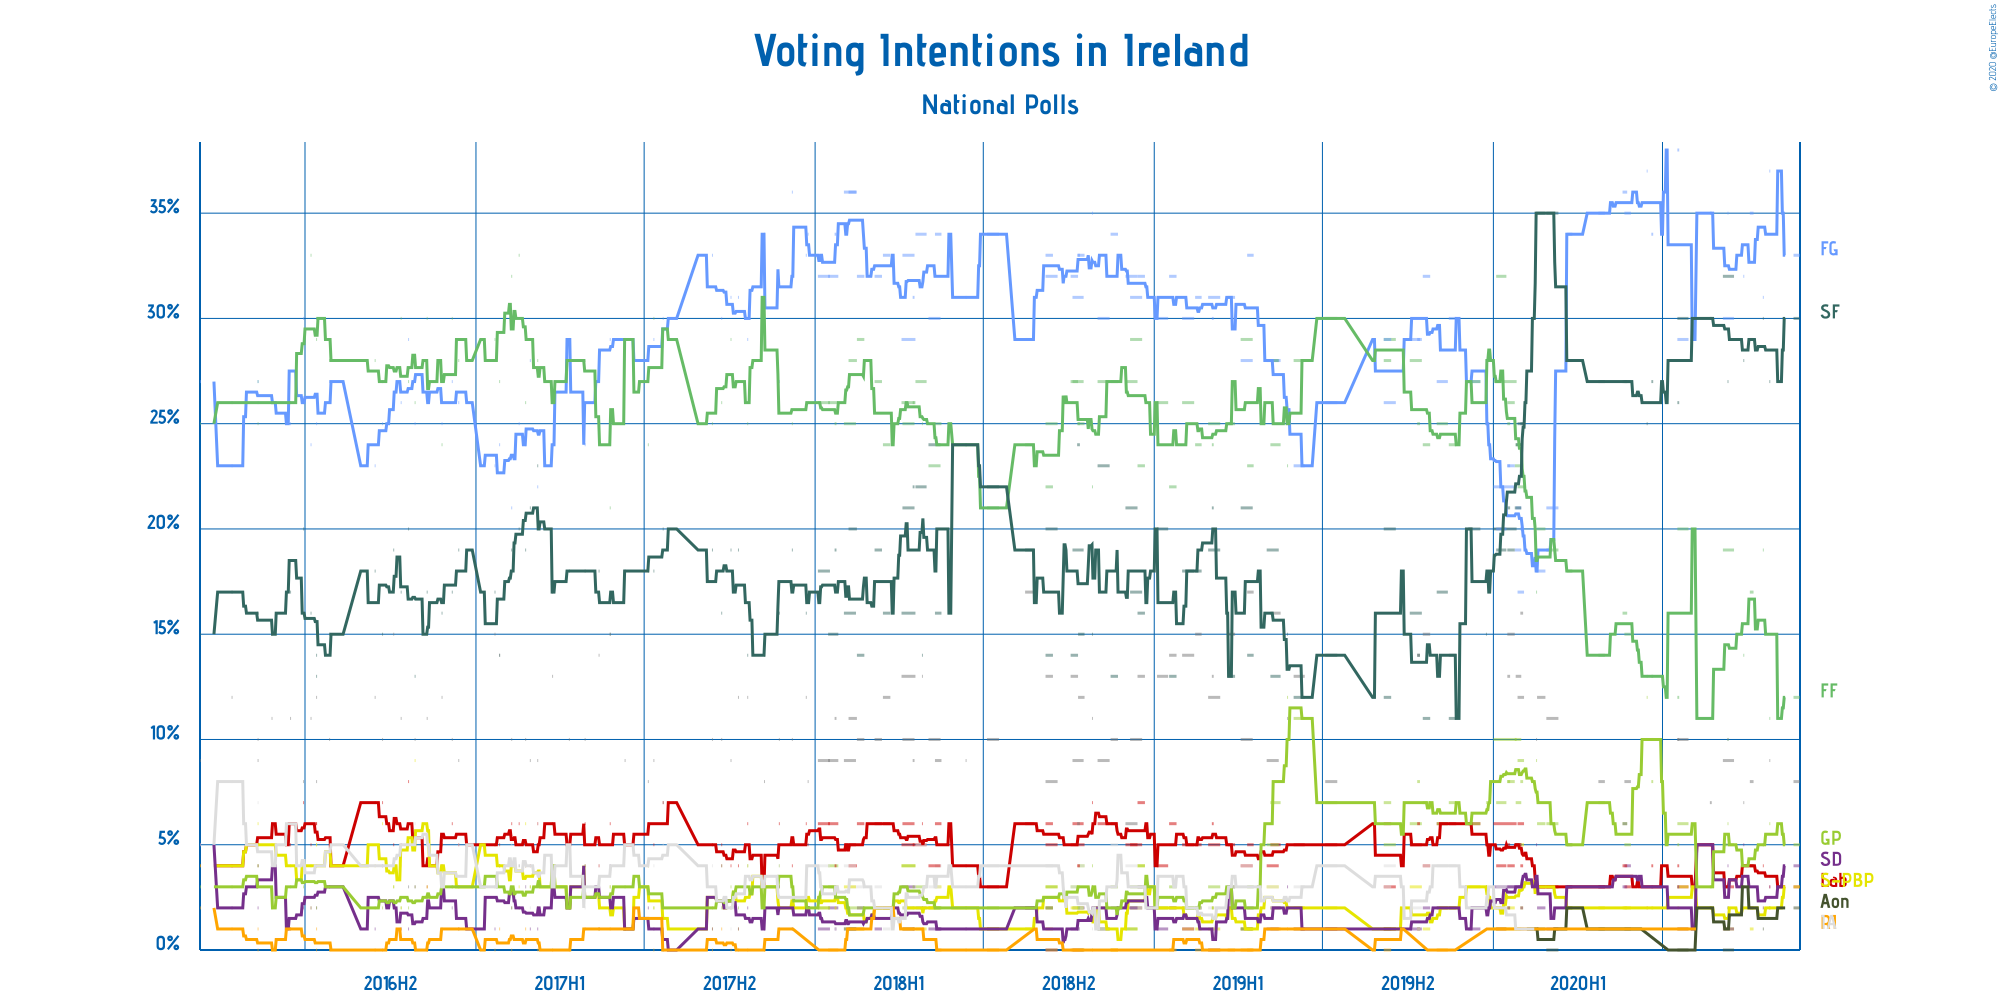 © 2020 @EuropeElects
Voting Intentions in Ireland
National Polls
35%
30%
25%
20%
15%
10%
5%
0%
FG
SF
FF
GP
SD
Lab
S-PBP
Aon
2016H2 2017H1 2017H2 2018H1 2018H2 2019H1 2019H2 2020H1